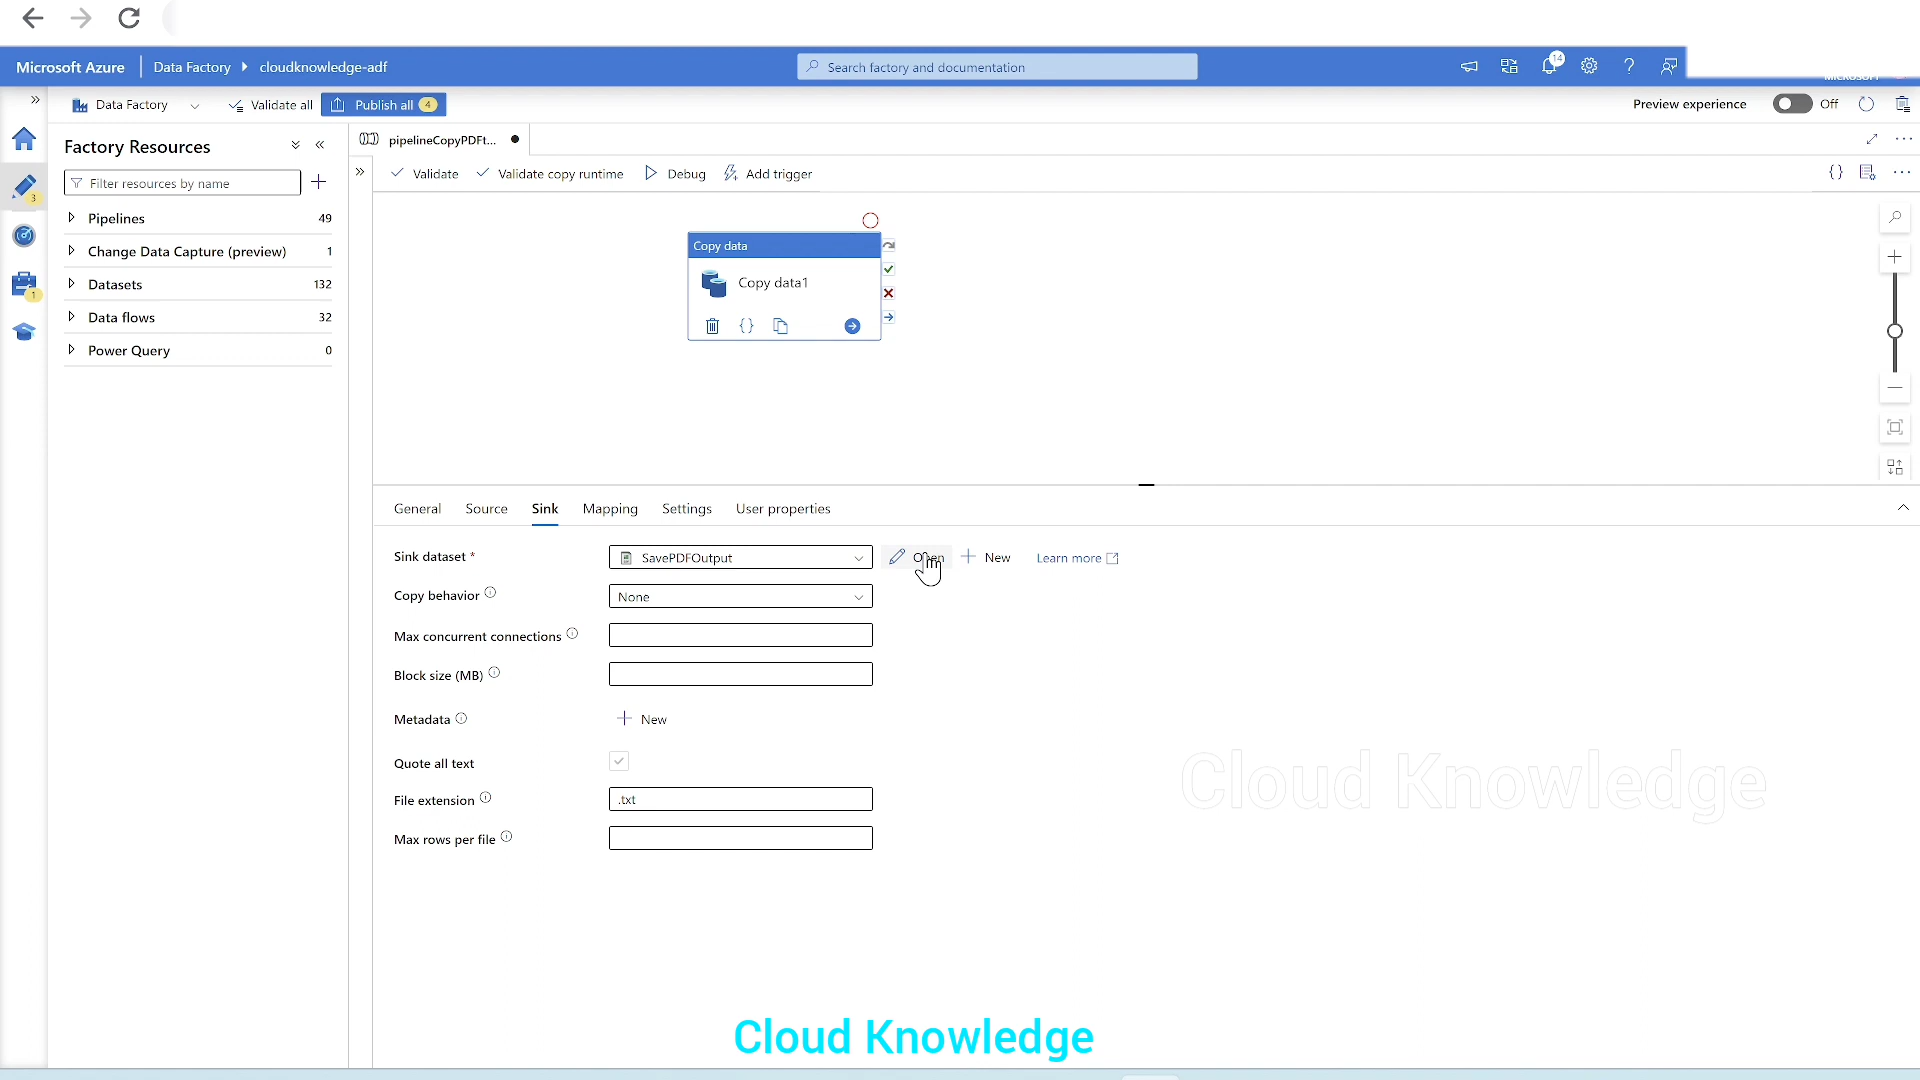 Microsoft Azure
Data Factory
cloudknowledge-adf
Search factory and documentation
14
Data Factory
Validate all
Publish all
4
Preview experience
Off
Factory Resources
Filter resources by name
3
Pipelines
49
Change Data Capture (preview)
1
Datasets
132
1
Data flows
32
Power Query
0
pipelineCopyPDFt...
Validate
Validate copy runtime
Debug
Add trigger
Copy data
Copy data1
General
Source
Sink
Mapping
Settings
User properties
Sink dataset *
SavePDFOutput
Open
New
Learn more
Copy behavior
None
Max concurrent connections
Block size (MB)
Metadata
New
Quote all text
File extension
.txt
Max rows per file
Cloud Knowledge
Cloud Knowledge